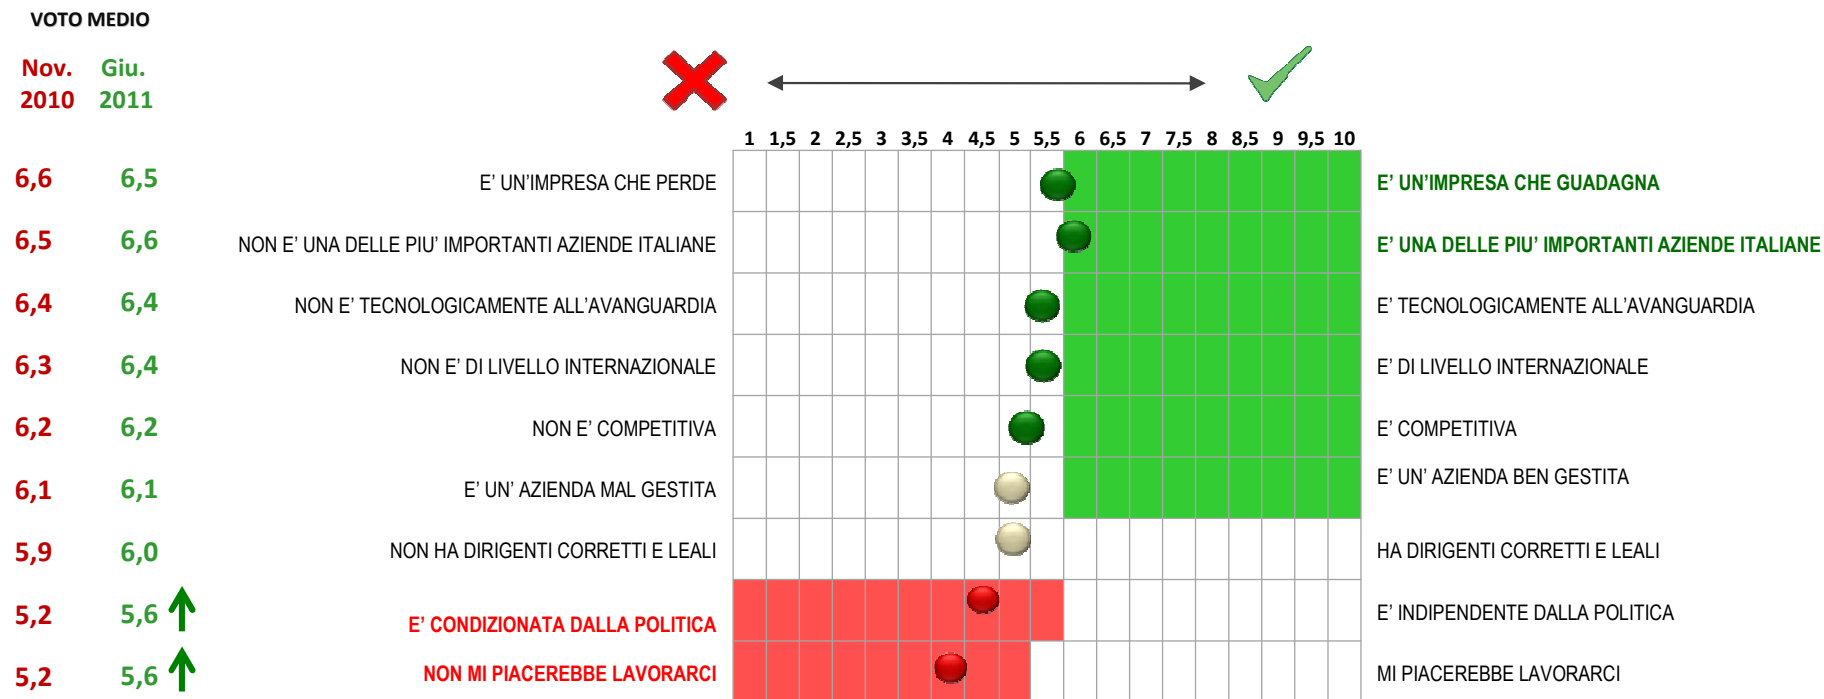 VOTO MEDIO
Nov. 2010
Giu. 2011
1 1,5 2 2,5 3 3,5 4 4,5 5 5,5 6 6,5 7 7,5 8 8,5 9 9,5 10
6,6 6,5 E’ UN’IMPRESA CHE PERDE E’ UN’IMPRESA CHE GUADAGNA
6,5 6,6 NON E’ UNA DELLE PIU’ IMPORTANTI AZIENDE ITALIANE E’ UNA DELLE PIU’ IMPORTANTI AZIENDE ITALIANE
6,4 6,4 NON E’ TECNOLOGICAMENTE ALL’AVANGUARDIA E’ TECNOLOGICAMENTE ALL’AVANGUARDIA
6,3 6,4 NON E’ DI LIVELLO INTERNAZIONALE E’ DI LIVELLO INTERNAZIONALE
6,2 6,2 NON E’ COMPETITIVA E’ COMPETITIVA
6,1 6,1 E’ UN’ AZIENDA MAL GESTITA E’ UN’ AZIENDA BEN GESTITA
5,9 6,0 NON HA DIRIGENTI CORRETTI E LEALI HA DIRIGENTI CORRETTI E LEALI
5,2 5,6 E’ CONDIZIONATA DALLA POLITICA E’ INDIPENDENTE DALLA POLITICA
5,2 5,6 NON MI PIACEREBBE LAVORARCI MI PIACEREBBE LAVORARCI